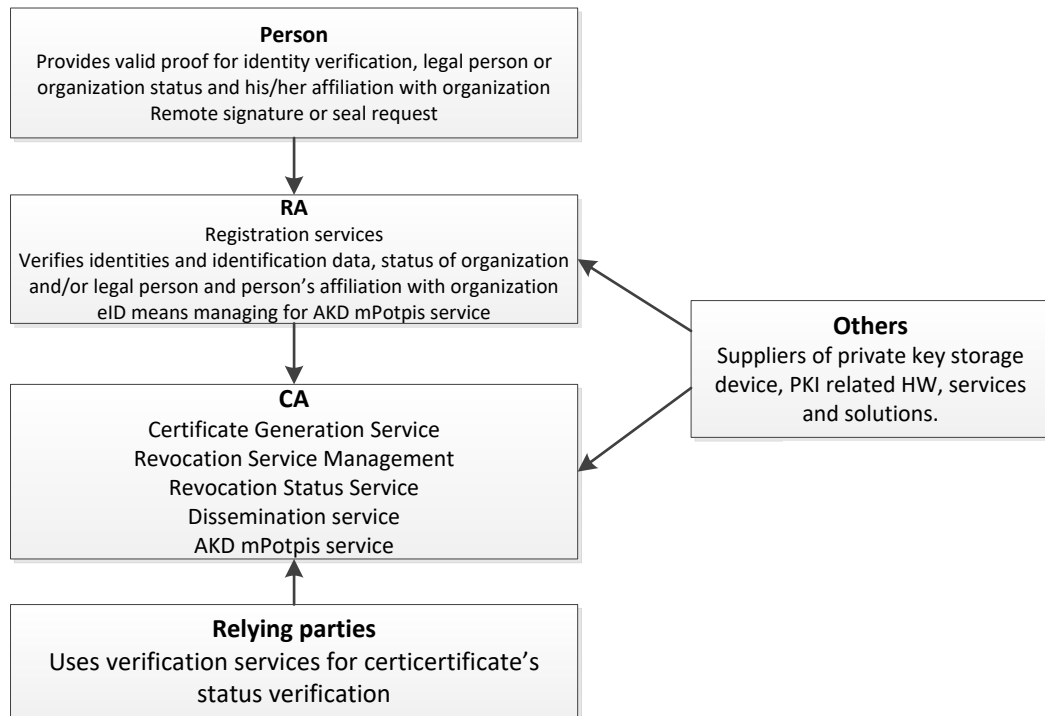 Person
Provides valid proof for identity verification, legal person or
organization status and his/her affiliation with organization
Remote signature or seal request
RA
Registration services
Verifies identities and identification data, status of organization
and/or legal person and person’s affiliation with organization
eID means managing for AKD mPotpis service
Others
Suppliers of private key storage
device, PKI related HW, services
and solutions.
CA
Certificate Generation Service
Revocation Service Management
Revocation Status Service
Dissemination service
AKD mPotpis service
Relying parties
Uses verification services for certicertificate’s
status verification